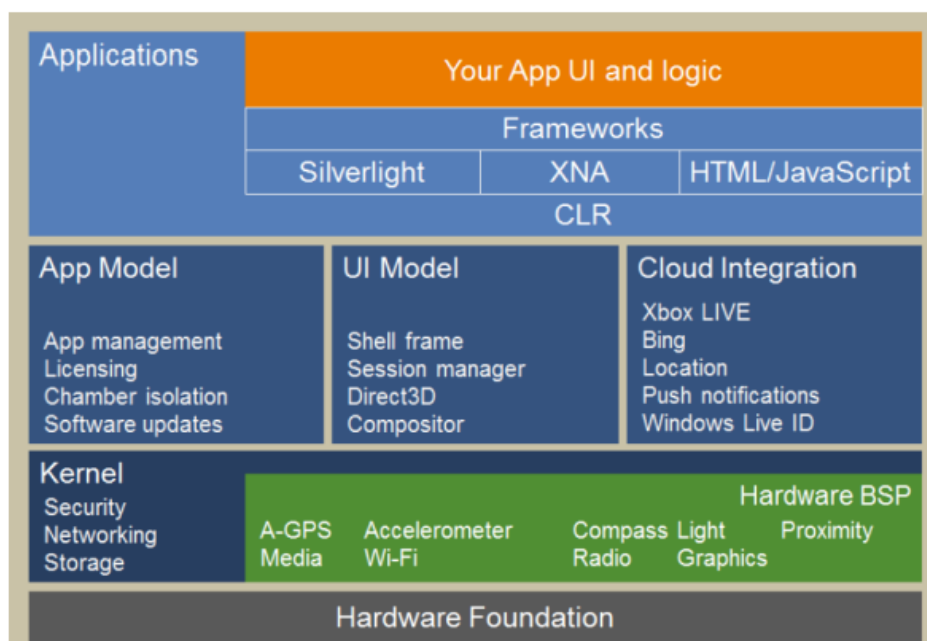 Applications
Your App UI and logic
Frameworks
Silverlight
XNA
HTML/JavaScript
CLR
App Model
App management
Licensing
Chamber isolation
Software updates
UI Model
Shell frame
Session manager
Direct3D
Compositor
Cloud Integration
Xbox LIVE
Bing
Location
Push notifications
Windows Live ID
Kernel
Security
Networking
Storage
Hardware BSP
A-GPS Accelerometer Compass Light Proximity
Media Wi-Fi Radio Graphics
Hardware Foundation